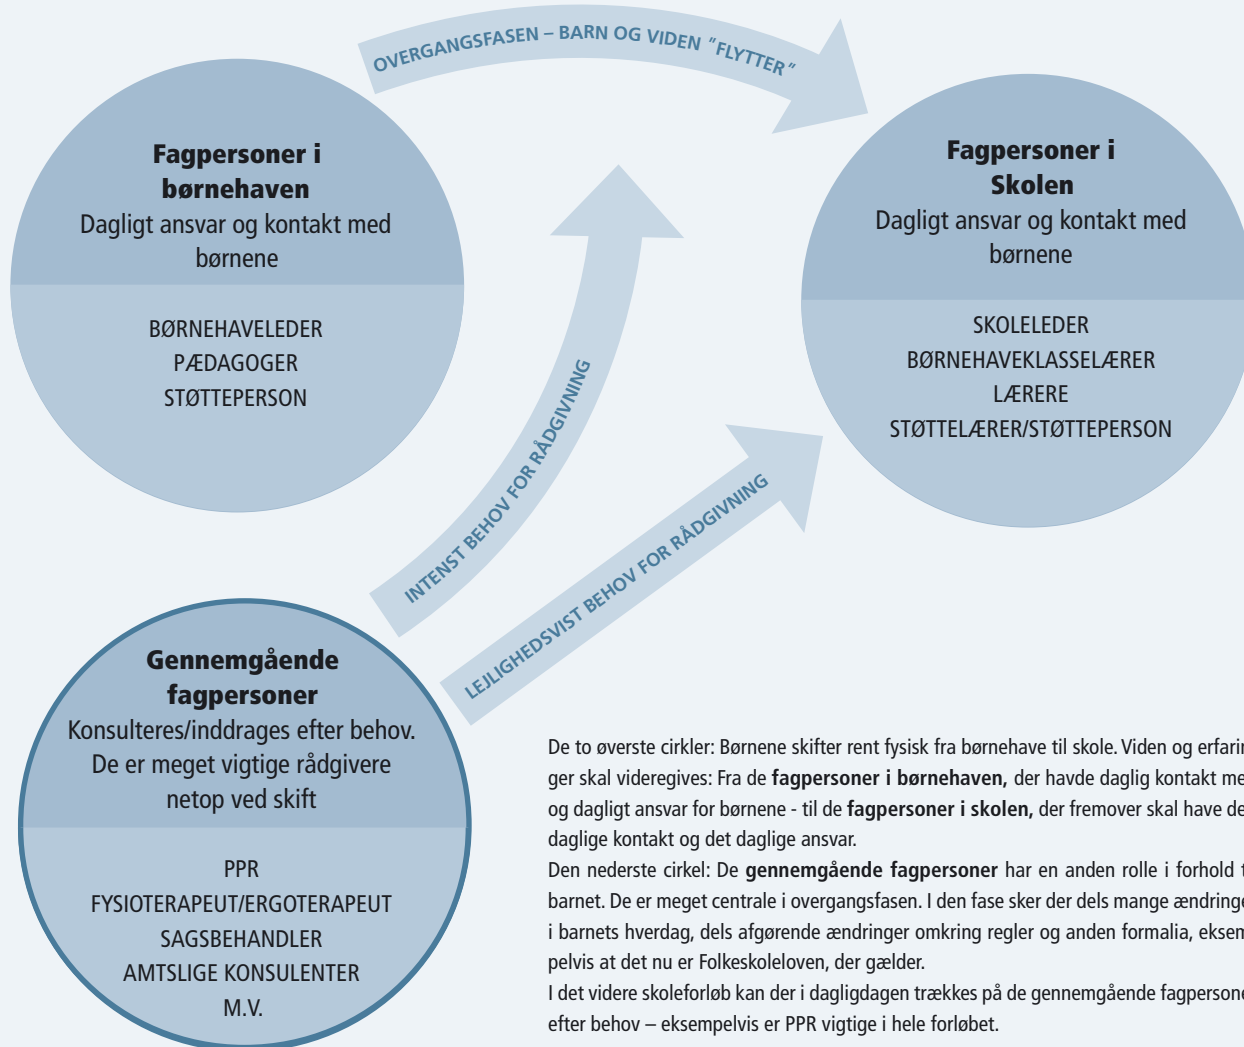 OVERGANGSFASEN – BARN OG VIDEN "FLYTTER"
Fagpersoner i
børnehaven
Dagligt ansvar og kontakt med
børnene
BØRNEHAVELEDER
PÆDAGOGER
STØTTEPERSON
Fagpersoner i
Skolen
Dagligt ansvar og kontakt med
børnene
SKOLELEDER
BØRNEHAVEKLASSELÆRER
LÆRERE
STØTTELÆRER/STØTTEPERSON
INTENST BEHOV FOR RÅDGIVNING
LEJLIGHEDSVIST BEHOV FOR RÅDGIVNING
Gennemgående
fagpersoner
Konsulteres/inddrages efter behov.
De er meget vigtige rådgivere
netop ved skift
PPR
FYSIOTERAPEUT/ERGOTERAPEUT
SAGSBEHANDLER
AMTSLIGE KONSULENTER
M.V.
De to øverste cirkler: Børnene skifter rent fysisk fra børnehave til skole. Viden og erfarin
ger skal videregives: Fra de fagpersoner i børnehaven, der havde daglig kontakt me
og dagligt ansvar for børnene - til de fagpersoner i skolen, der fremover skal have de
daglige kontakt og det daglige ansvar.
Den nederste cirkel: De gennemgående fagpersoner har en anden rolle i forhold t
barnet. De er meget centrale i overgangsfasen. I den fase sker der dels mange ændringe
i barnets hverdag, dels afgørende ændringer omkring regler og anden formalia, eksem
pelvis at det nu er Folkeskoleloven, der gælder.
I det videre skoleforløb kan der i dagligdagen trækkes på de gennemgående fagpersone
efter behov – eksempelvis er PPR vigtige i hele forløbet.